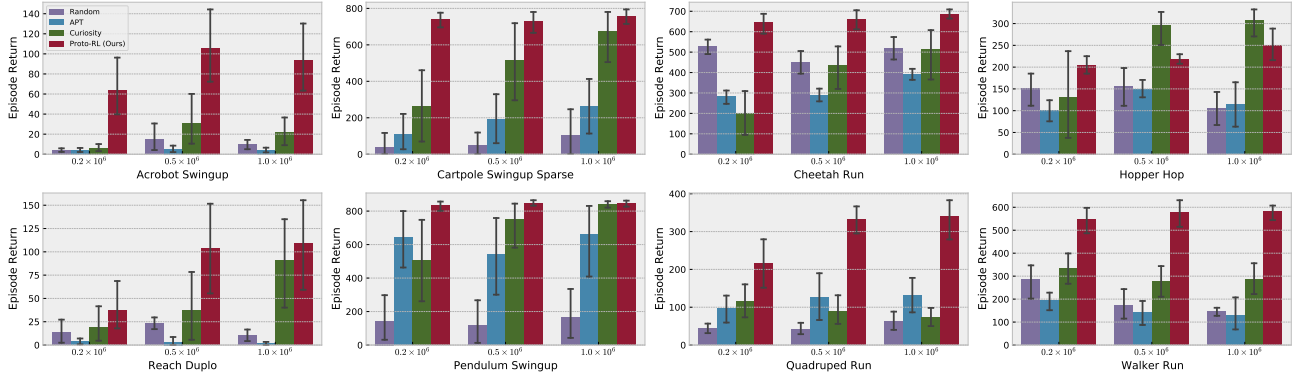 Episode Return
140
120
100
80
60
40
20
0
Random
APT
Curiosity
Proto-RL (Ours)
0.2 × 10⁶ 0.5 × 10⁶ 1.0 × 10⁶
Acrobot Swingup
Episode Return
800
600
400
200
0
0.2 × 10⁶ 0.5 × 10⁶ 1.0 × 10⁶
Cartpole Swingup Sparse
Episode Return
700
600
500
400
300
200
100
0
0.2 × 10⁶ 0.5 × 10⁶ 1.0 × 10⁶
Cheetah Run
Episode Return
300
250
200
150
100
50
0
0.2 × 10⁶ 0.5 × 10⁶ 1.0 × 10⁶
Hopper Hop
Episode Return
150
125
100
75
50
25
0
0.2 × 10⁶ 0.5 × 10⁶ 1.0 × 10⁶
Reach Duplo
Episode Return
800
600
400
200
0
0.2 × 10⁶ 0.5 × 10⁶ 1.0 × 10⁶
Pendulum Swingup
Episode Return
400
300
200
100
0
0.2 × 10⁶ 0.5 × 10⁶ 1.0 × 10⁶
Quadruped Run
Episode Return
600
500
400
300
200
100
0
0.2 × 10⁶ 0.5 × 10⁶ 1.0 × 10⁶
Walker Run